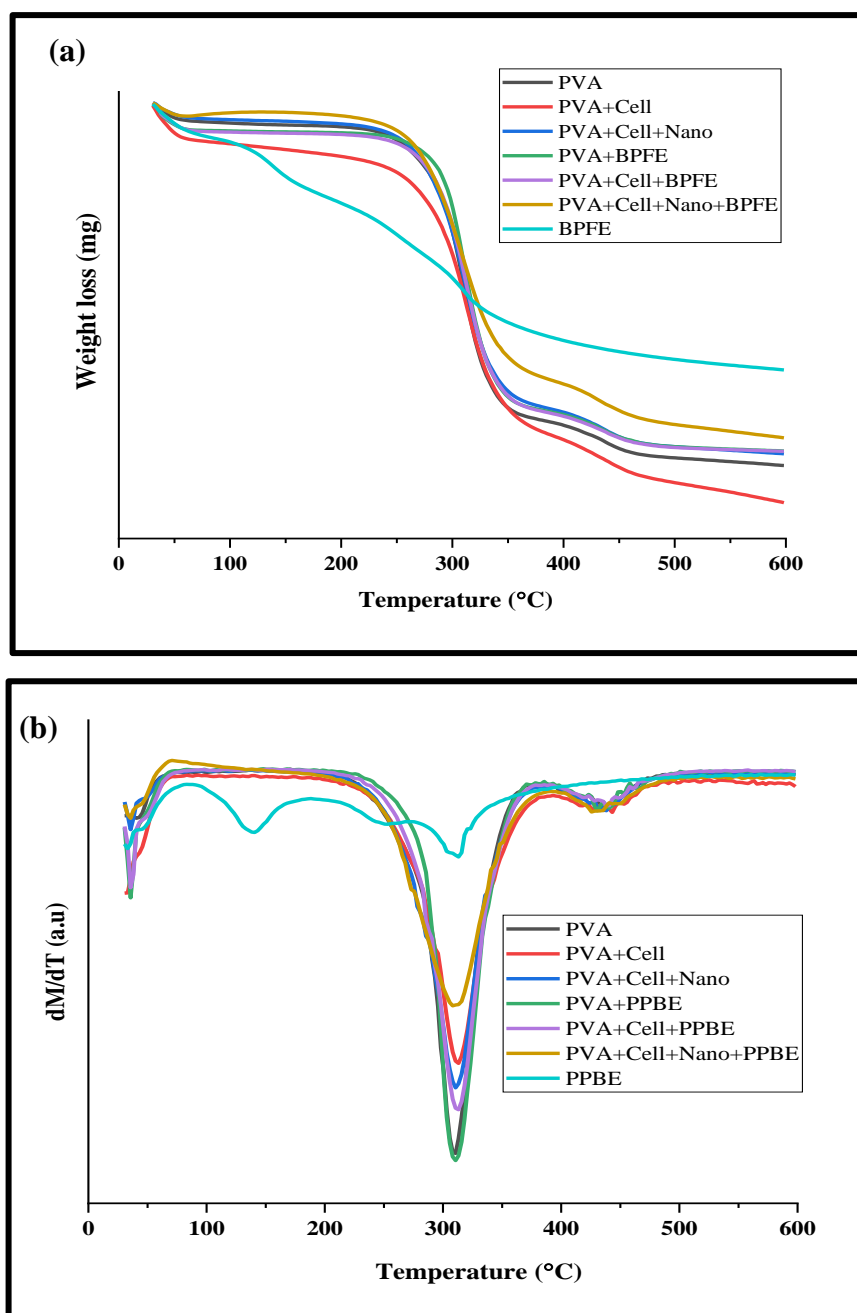 (a)
PVA
PVA+Cell
PVA+Cell+Nano
PVA+BPFE
PVA+Cell+BPFE
PVA+Cell+Nano+BPFE
BPFE
Weight loss (mg)
0 100 200 300 400 500 600
Temperature (°C)
(b)
PVA
PVA+Cell
PVA+Cell+Nano
PVA+PPBE
PVA+Cell+PPBE
PVA+Cell+Nano+PPBE
PPBE
dM/dT (a.u)
0 100 200 300 400 500 600
Temperature (°C)